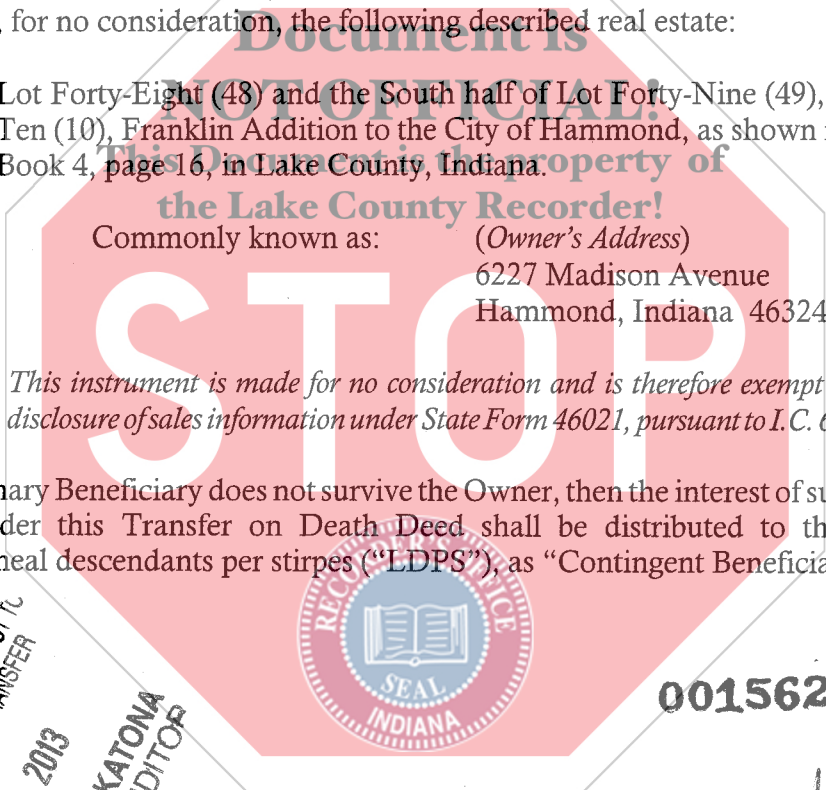 , for no consideration, the following described real estate:
Document is
NOT OFFICIAL!
Lot Forty-Eight (48) and the South half of Lot Forty-Nine (49),
Ten (10), Franklin Addition to the City of Hammond, as shown
Book 4, page 16, in Lake County, Indiana.
This Document is the property of
the Lake County Recorder!
Commonly known as: (Owner's Address)
6227 Madison Avenue
Hammond, Indiana 46324
STOP
This instrument is made for no consideration and is therefore exempt
disclosure of sales information under State Form 46021, pursuant to I.C. 6
nary Beneficiary does not survive the Owner, then the interest of su
der this Transfer on Death Deed shall be distributed to th
neal descendants per stirpes ("LDPS"), as "Contingent Beneficia
RECORDER'S OFFICE
SEAL
INDIANA
ANSFER
2013
KATONA
DITOR
001562